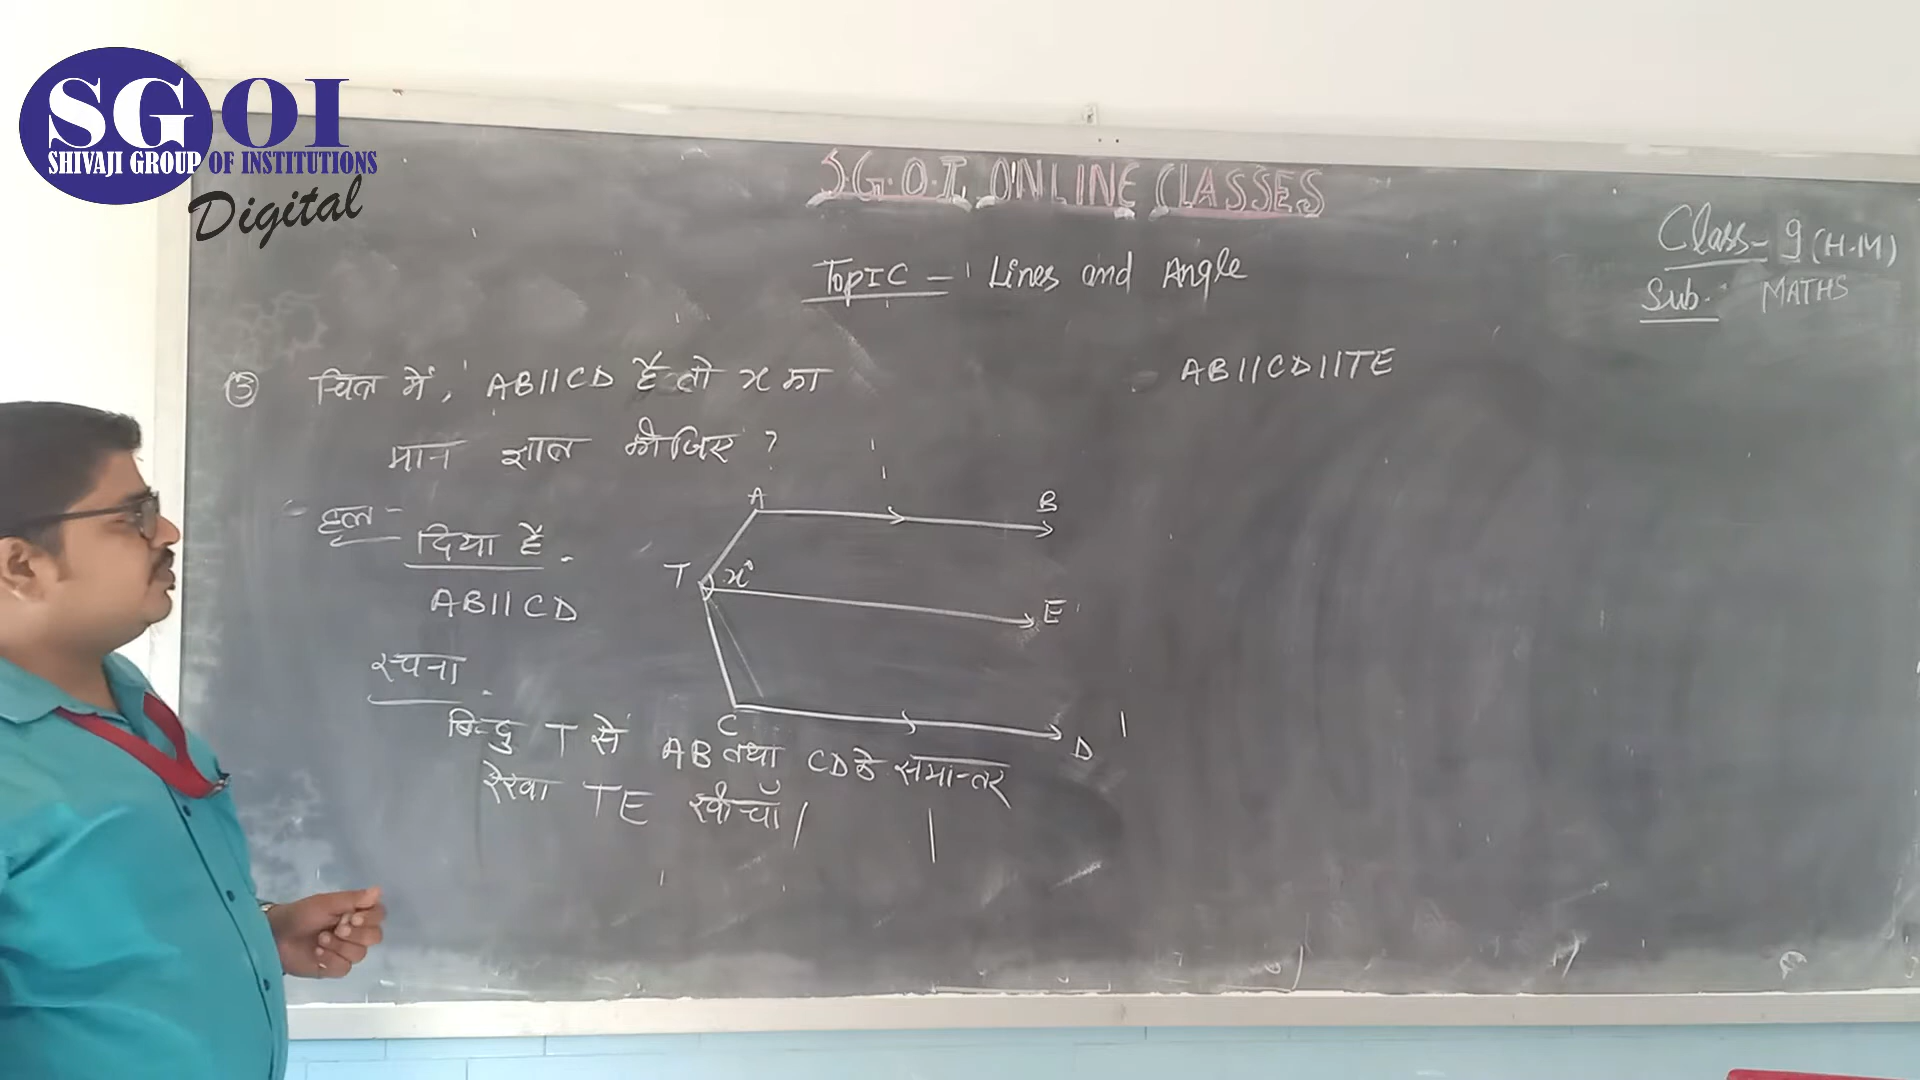 SGOI
SHIVAJI GROUP OF INSTITUTIONS
Digital
S.G.O.I. ONLINE CLASSES
Class- 9 (H.M)
Sub.- MATHS
TOPIC - Lines and Angle
③ चित्र में, AB||CD है तो x का
मान ज्ञात कीजिए ?
हल-
दिया है.
AB||CD
रचना
बिन्दु T से AB तथा CD के समान्तर
रेखा TE खींचा|
A
B
T
x°
E
C
D
AB||CD||TE